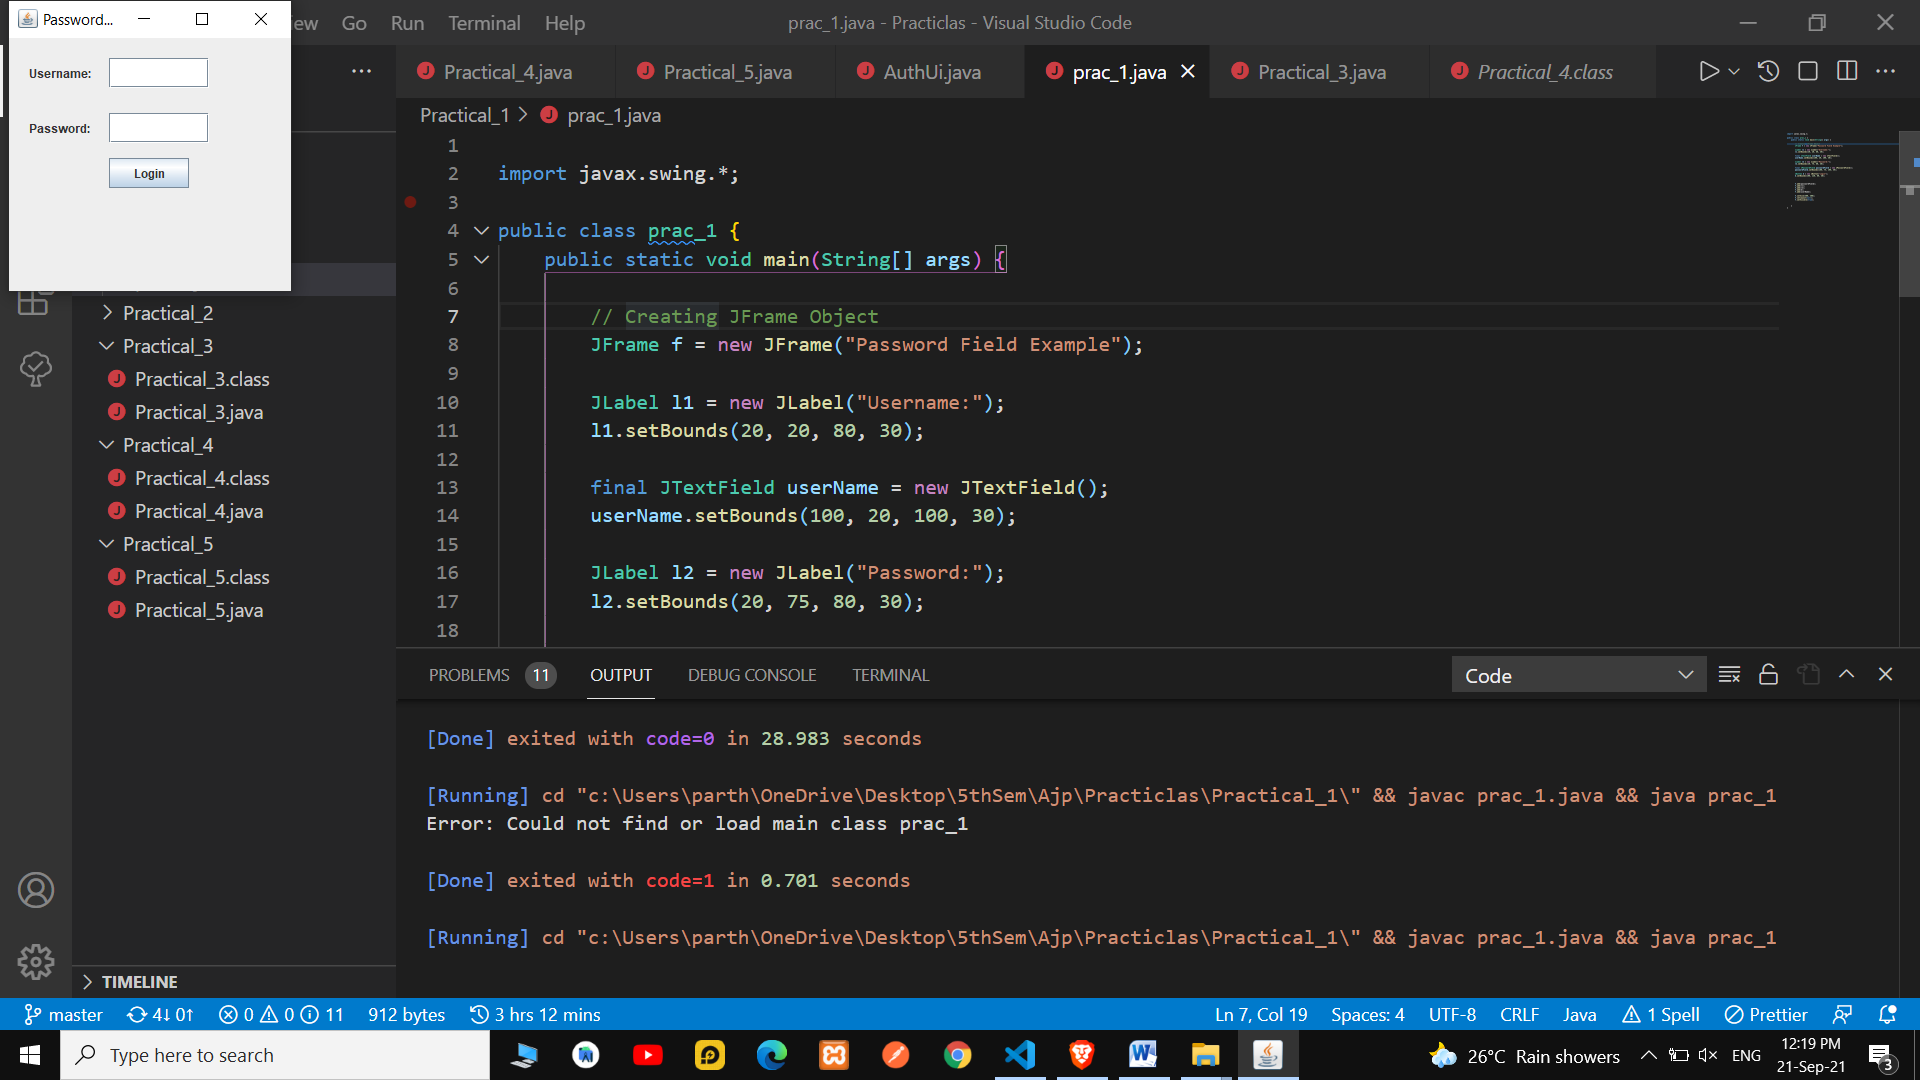 Password...
Username:
Password:
Login
Go Run Terminal Help
prac_1.java - Practiclas - Visual Studio Code
Practical_4.java Practical_5.java AuthUi.java prac_1.java Practical_3.java Practical_4.class
Practical_1 > prac_1.java
Practical_2
Practical_3
Practical_3.class
Practical_3.java
Practical_4
Practical_4.class
Practical_4.java
Practical_5
Practical_5.class
Practical_5.java
TIMELINE
1
2 import javax.swing.*;
3
4 public class prac_1 {
5 public static void main(String[] args) {
6
7 // Creating JFrame Object
8 JFrame f = new JFrame("Password Field Example");
9
10 JLabel l1 = new JLabel("Username:");
11 l1.setBounds(20, 20, 80, 30);
12
13 final JTextField userName = new JTextField();
14 userName.setBounds(100, 20, 100, 30);
15
16 JLabel l2 = new JLabel("Password:");
17 l2.setBounds(20, 75, 80, 30);
18
PROBLEMS 11 OUTPUT DEBUG CONSOLE TERMINAL Code
[Done] exited with code=0 in 28.983 seconds
[Running] cd "c:\Users\parth\OneDrive\Desktop\5thSem\Ajp\Practiclas\Practical_1\" && javac prac_1.java && java prac_1
Error: Could not find or load main class prac_1
[Done] exited with code=1 in 0.701 seconds
[Running] cd "c:\Users\parth\OneDrive\Desktop\5thSem\Ajp\Practiclas\Practical_1\" && javac prac_1.java && java prac_1
master 4↓ 0↑ 0 0 11 912 bytes 3 hrs 12 mins Ln 7, Col 19 Spaces: 4 UTF-8 CRLF Java 1 Spell Prettier
Type here to search 26°C Rain showers ENG 12:19 PM
21-Sep-21 3